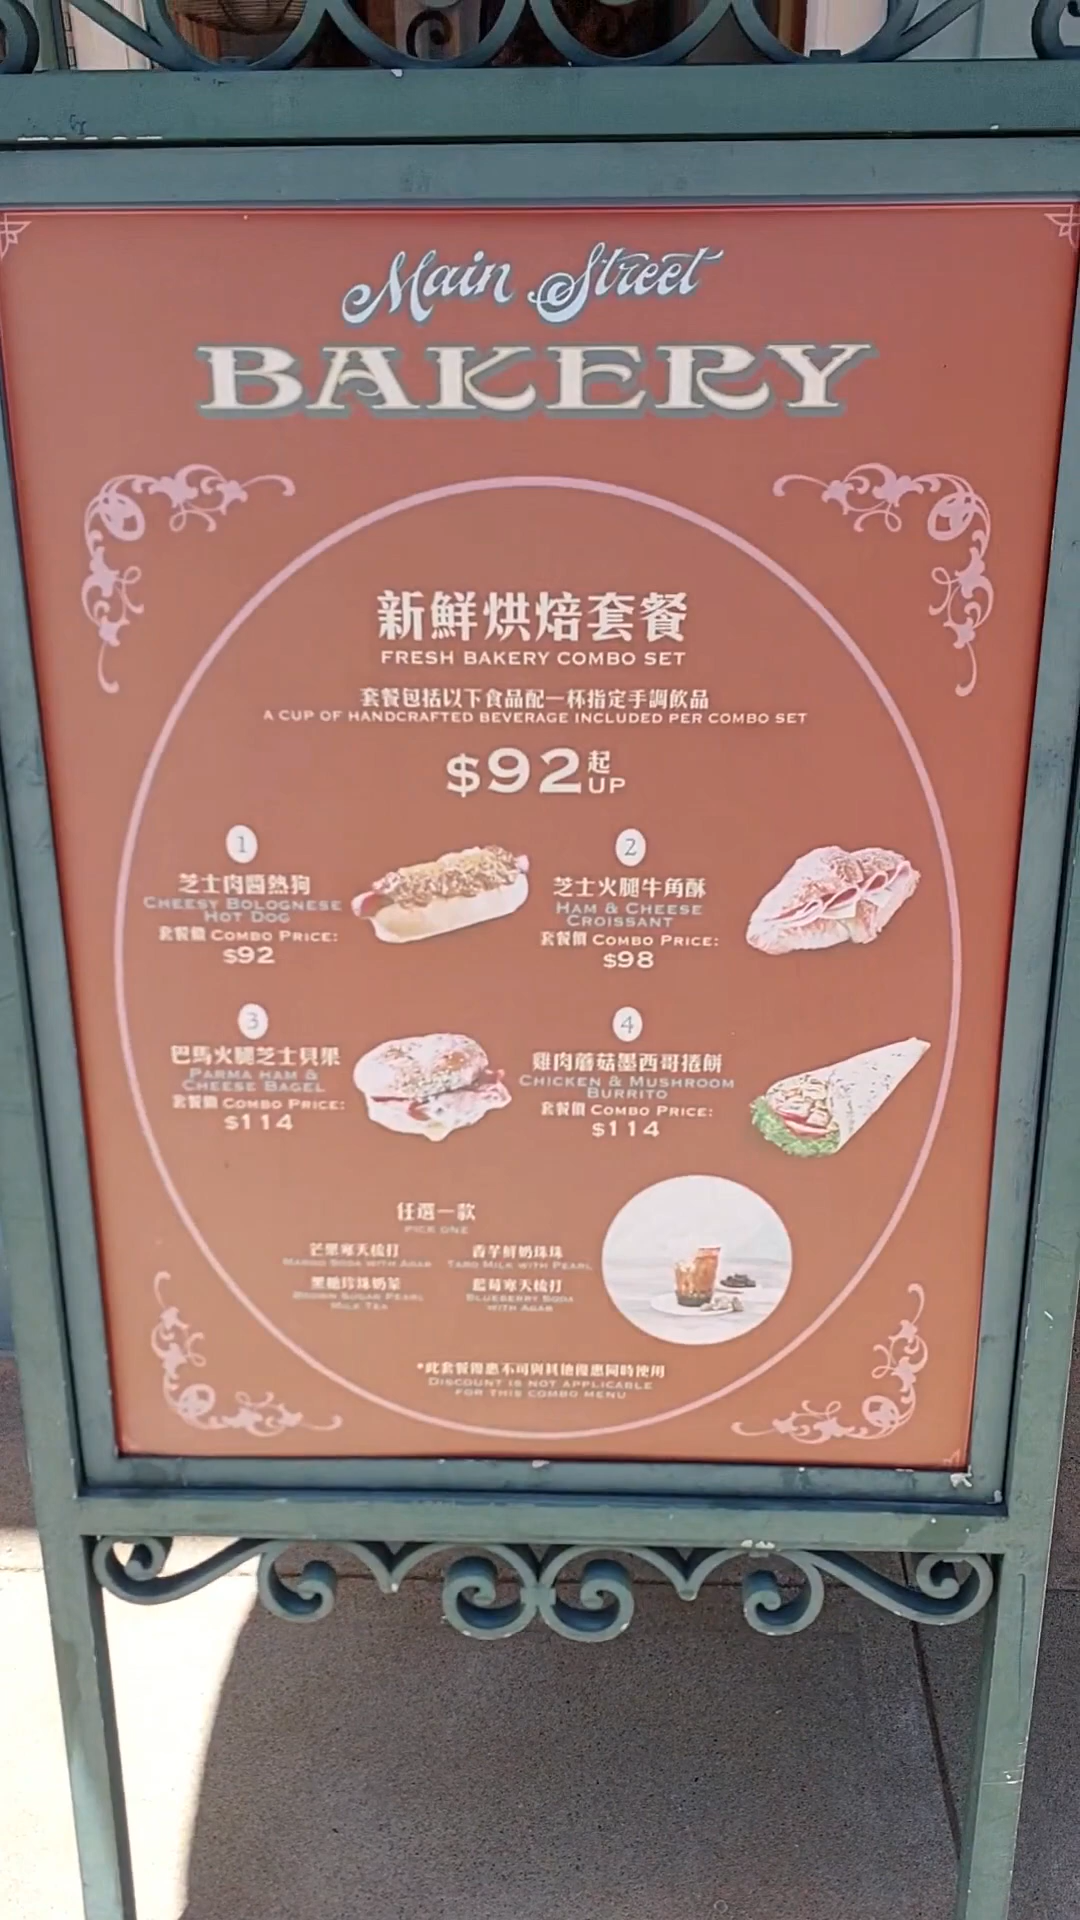 Main Street
BAKERY
新鮮烘焙套餐
FRESH BAKERY COMBO SET
套餐包括以下食品配一杯指定手調飲品
A CUP OF HANDCRAFTED BEVERAGE INCLUDED PER COMBO SET
$92起
UP
1
芝士肉醬熱狗
CHEESY BOLOGNESE
HOT DOG
套餐價 COMBO PRICE:
$92
2
芝士火腿牛角酥
HAM & CHEESE
CROISSANT
套餐價 COMBO PRICE:
$98
3
巴馬火腿芝士貝果
PARMA HAM &
CHEESE BAGEL
套餐價 COMBO PRICE:
$114
4
雞肉蘑菇墨西哥捲餅
CHICKEN & MUSHROOM
BURRITO
套餐價 COMBO PRICE:
$114
任選一款
PICK ONE
芒果寒天梳打
MANGO SODA WITH AGAR
香芋鮮奶珠珠
TARO MILK WITH PEARL
黑糖珍珠奶茶
BROWN SUGAR PEARL
MILK TEA
藍莓寒天梳打
BLUEBERRY SODA
WITH AGAR
*此套餐優惠不可與其他優惠同時使用
DISCOUNT IS NOT APPLICABLE
FOR THIS COMBO MENU